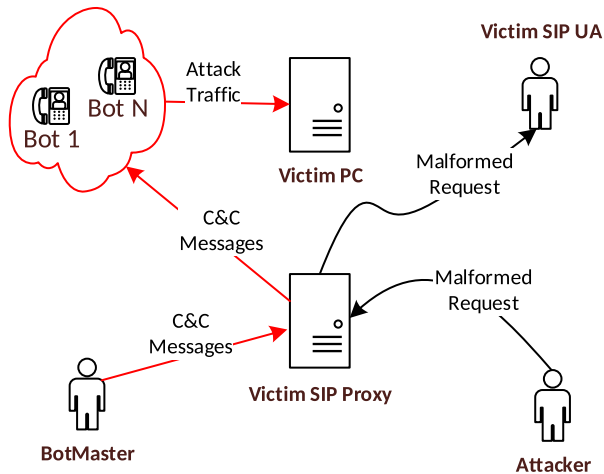 Victim SIP UA
Attack
Traffic
Bot N
Bot 1
Malformed
Request
Victim PC
C&C
Messages
Malformed
Request
C&C
Messages
Victim SIP Proxy
BotMaster
Attacker